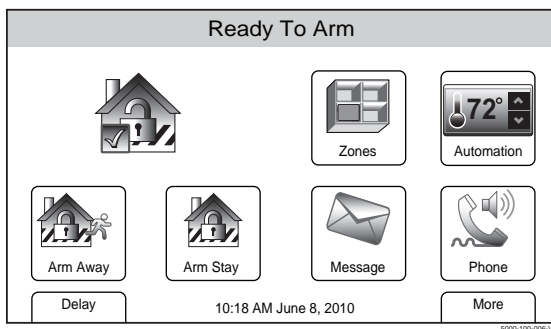 Ready To Arm
72°
Zones
Automation
Arm Away
Arm Stay
Message
Phone
Delay
10:18 AM June 8, 2010
More